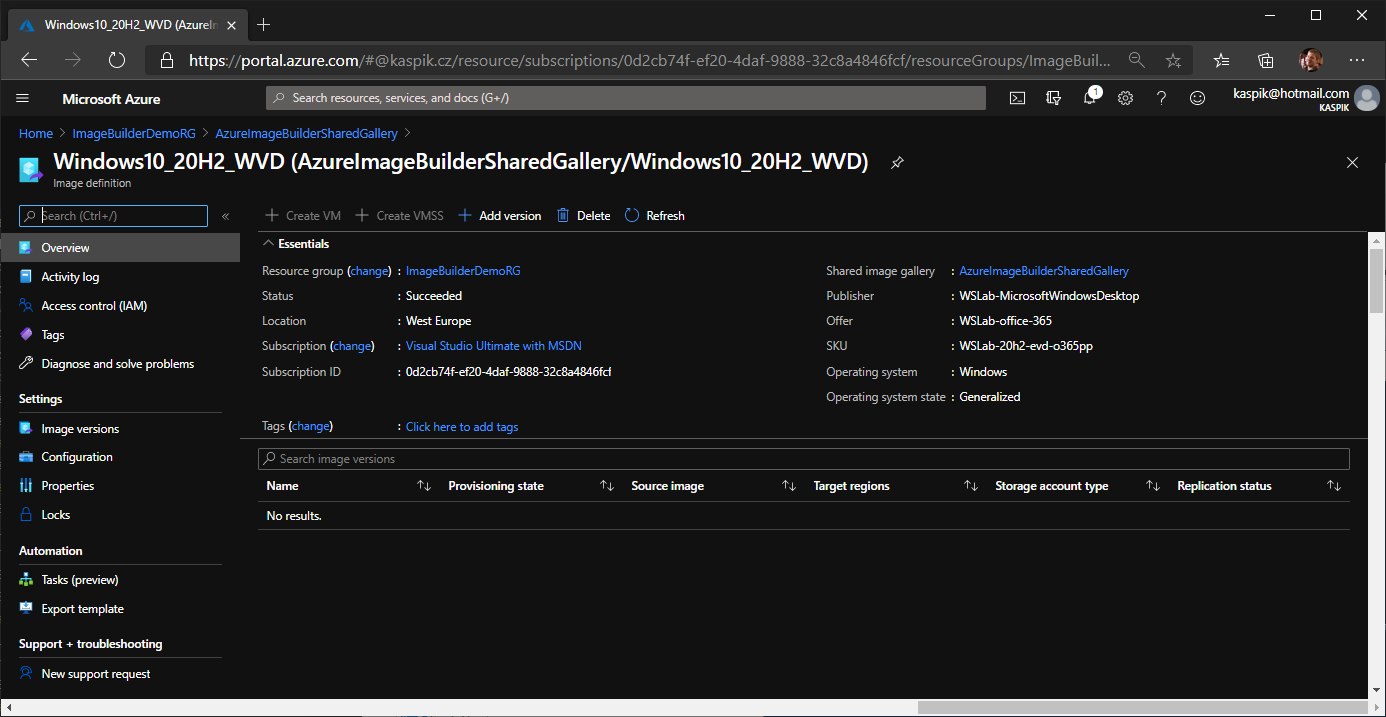 Windows10_20H2_WVD (AzureIn
https://portal.azure.com/#@kaspik.cz/resource/subscriptions/0d2cb74f-ef20-4daf-9888-32c8a4846fcf/resourceGroups/ImageBuil...
Microsoft Azure
Search resources, services, and docs (G+/)
1
kaspik@hotmail.com
KASPIK
Home > ImageBuilderDemoRG > AzureImageBuilderSharedGallery >
Windows10_20H2_WVD (AzureImageBuilderSharedGallery/Windows10_20H2_WVD)
Image definition
Search (Ctrl+/)
«
Overview
Activity log
Access control (IAM)
Tags
Diagnose and solve problems
Settings
Image versions
Configuration
Properties
Locks
Automation
Tasks (preview)
Export template
Support + troubleshooting
New support request
Create VM Create VMSS Add version Delete Refresh
Essentials
Resource group (change) : ImageBuilderDemoRG
Status : Succeeded
Location : West Europe
Subscription (change) : Visual Studio Ultimate with MSDN
Subscription ID : 0d2cb74f-ef20-4daf-9888-32c8a4846fcf
Tags (change) : Click here to add tags
Shared image gallery : AzureImageBuilderSharedGallery
Publisher : WSLab-MicrosoftWindowsDesktop
Offer : WSLab-office-365
SKU : WSLab-20h2-evd-o365pp
Operating system : Windows
Operating system state : Generalized
Search image versions
Name Provisioning state Source image Target regions Storage account type Replication status
No results.